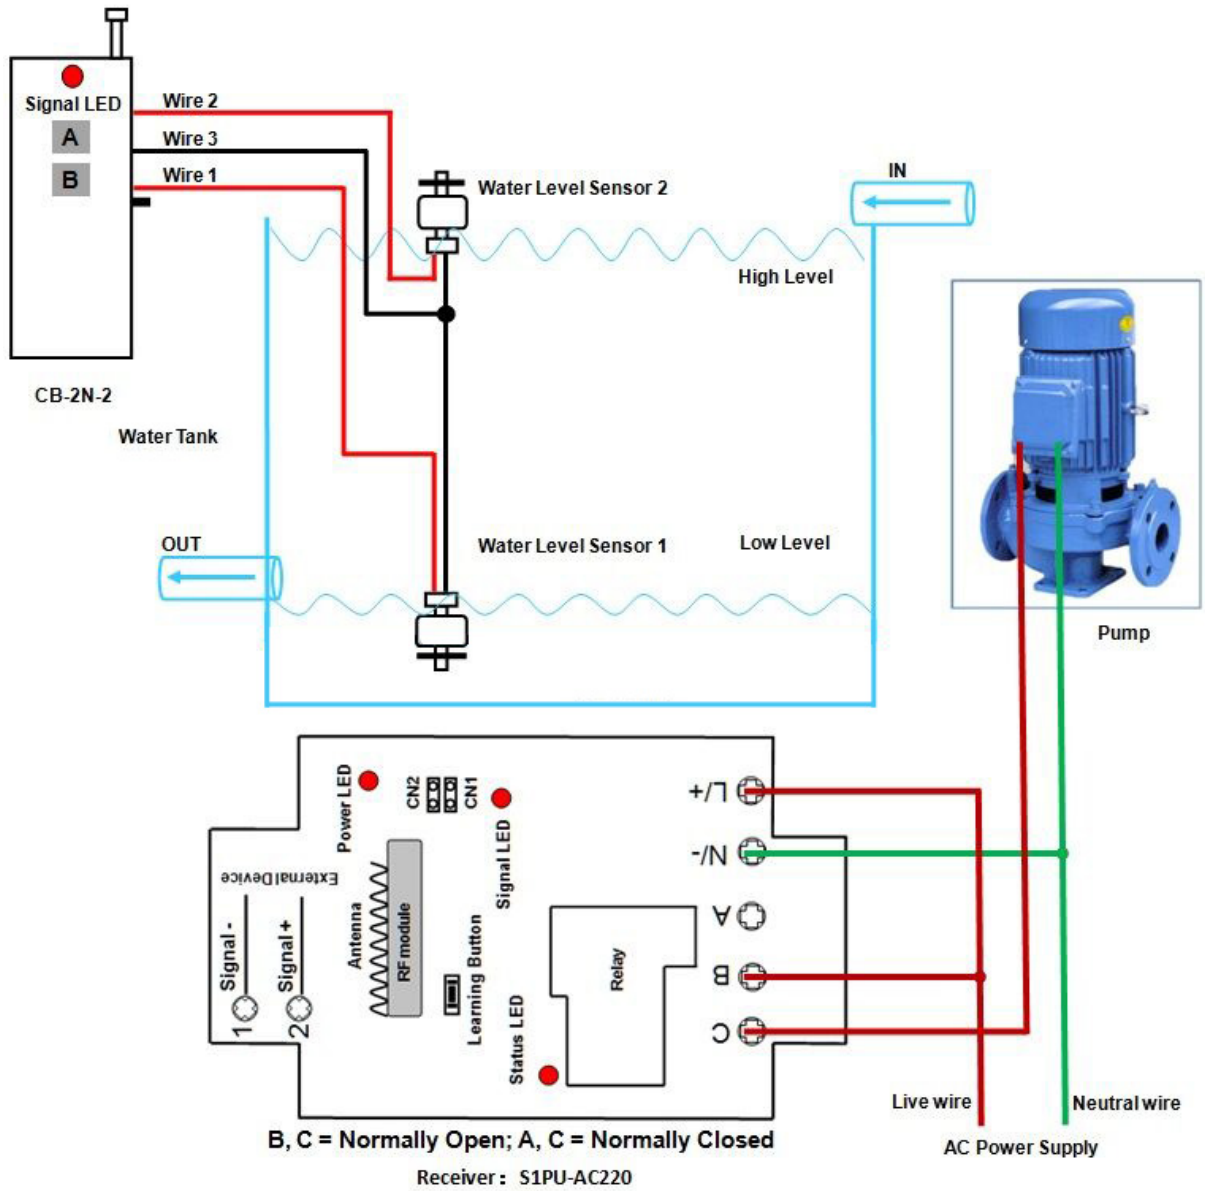 Signal LED
A
B
Wire 2
Wire 3
Wire 1
CB-2N-2
Water Level Sensor 2
IN
High Level
Water Tank
OUT
Water Level Sensor 1
Low Level
Pump
Power LED
CN2
CN1
Signal LED
L/+
N/-
A
B
C
External Device
Signal -
Signal +
1
2
Antenna
RF module
Learning Button
Status LED
Relay
Live wire
Neutral wire
AC Power Supply
B, C = Normally Open; A, C = Normally Closed
Receiver: S1PU-AC220